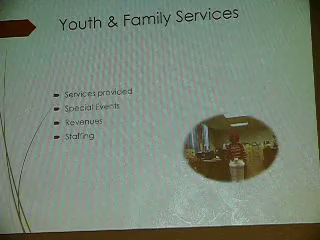 Youth & Family Services
Services provided
Special Events
Revenues
Staffing